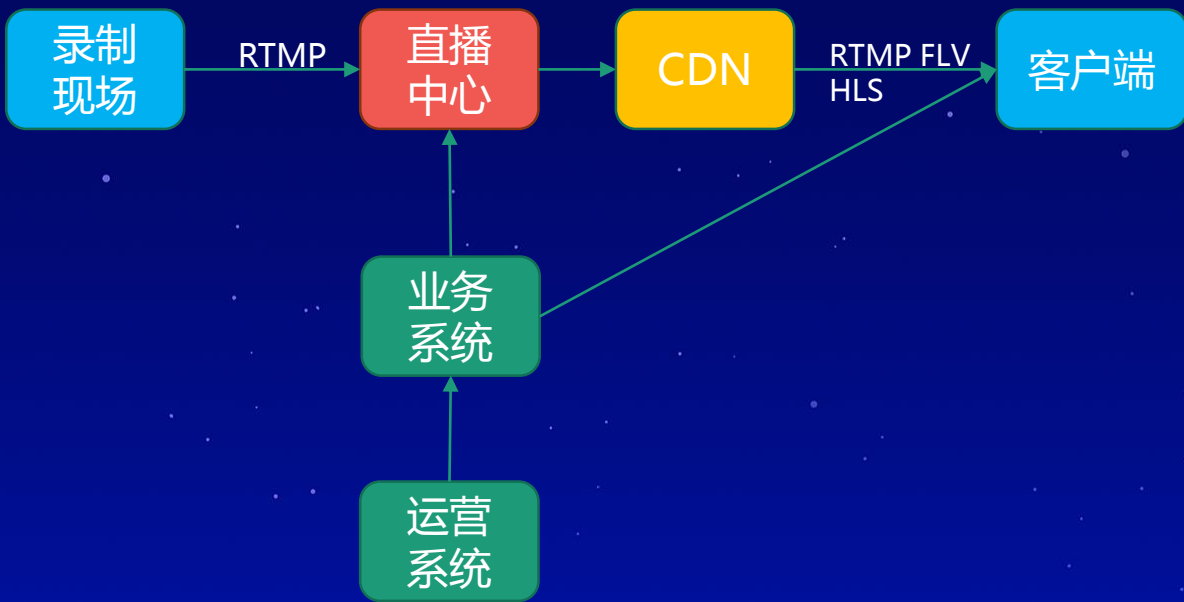 录制
现场
RTMP
直播
中心
CDN
RTMP FLV
HLS
客户端
业务
系统
运营
系统